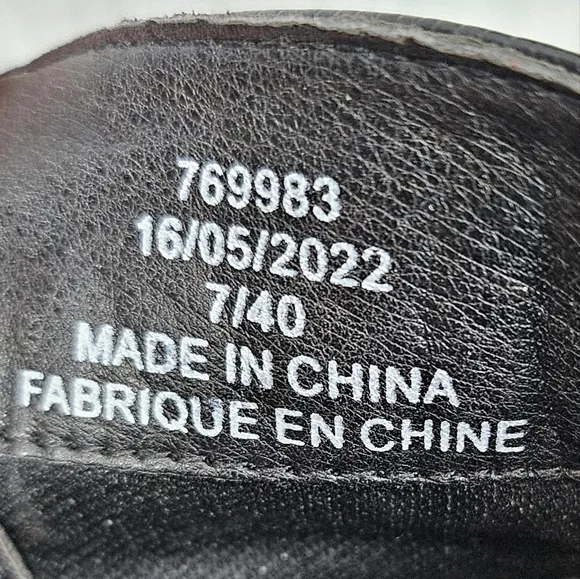 769983
16/05/2022
7/40
MADE IN CHINA
FABRIQUE EN CHINE